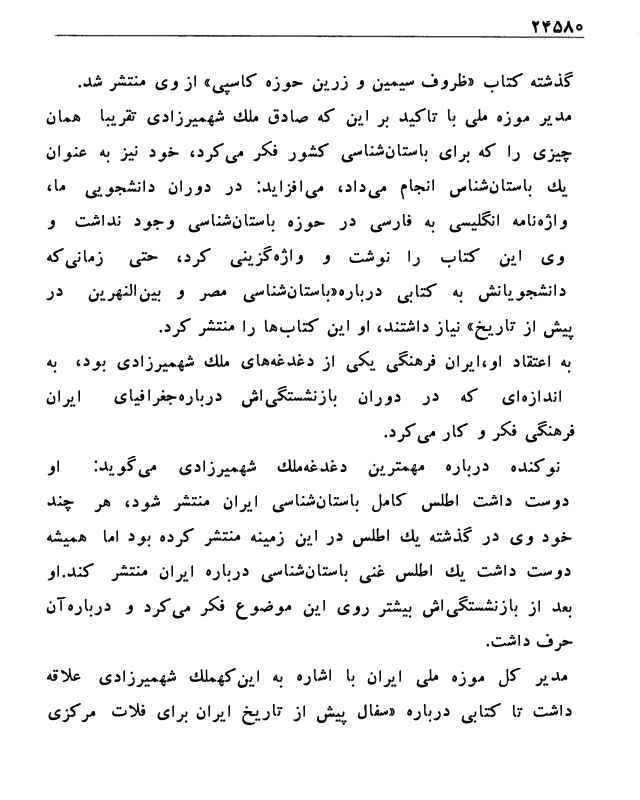 ۲۴۵۸۰
گذشته کتاب «ظروف سیمین و زرین حوزه کاسپی» از وی منتشر شد.
مدیر موزه ملی با تاکید بر این که صادق ملك شهمیرزادی تقریبا همان
چیزی را که برای باستان‌شناسی کشور فکر می‌کرد، خود نیز به عنوان
یك باستان‌شناس انجام می‌داد، می‌افزاید: در دوران دانشجویی ما،
واژه‌نامه انگلیسی به فارسی در حوزه باستان‌شناسی وجود نداشت و
وی این کتاب را نوشت و واژه‌گزینی کرد، حتی زمانی‌که
دانشجویانش به کتابی درباره«باستان‌شناسی مصر و بین‌النهرین در
پیش از تاریخ» نیاز داشتند، او این کتاب‌ها را منتشر کرد.
به اعتقاد او،ایران فرهنگی یکی از دغدغه‌های ملك شهمیرزادی بود، به
اندازه‌ای که در دوران بازنشستگی‌اش درباره‌جغرافیای ایران
فرهنگی فکر و کار می‌کرد.
نوکنده درباره مهمترین دغدغه‌ملك شهمیرزادی می‌گوید: او
دوست داشت اطلس کامل باستان‌شناسی ایران منتشر شود، هر چند
خود وی در گذشته یك اطلس در این زمینه منتشر کرده بود اما همیشه
دوست داشت یك اطلس غنی باستان‌شناسی درباره ایران منتشر کند.او
بعد از بازنشستگی‌اش بیشتر روی این موضوع فکر می‌کرد و درباره‌آن
حرف داشت.
مدیر کل موزه ملی ایران با اشاره به این‌کهملك شهمیرزادی علاقه
داشت تا کتابی درباره «سفال پیش از تاریخ ایران برای فلات مرکزی